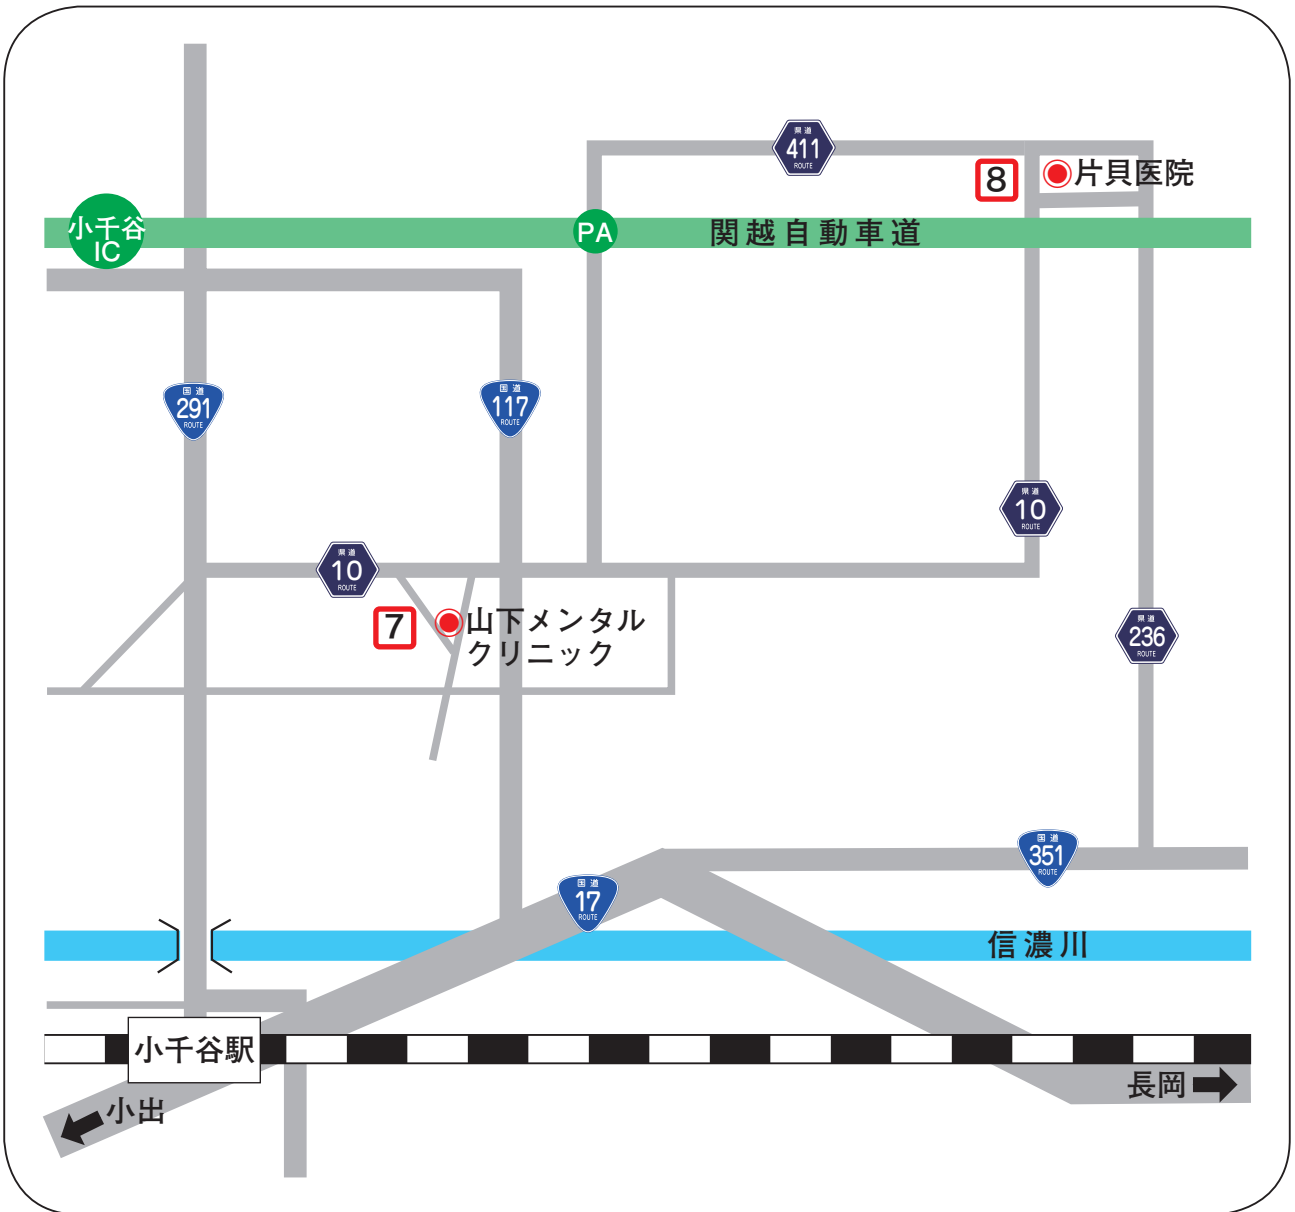 県道
411
ROUTE
8
片貝医院
小千谷
IC
PA
関越自動車道
国道
291
ROUTE
国道
117
ROUTE
県道
10
ROUTE
県道
10
ROUTE
7
山下メンタル
クリニック
県道
236
ROUTE
国道
351
ROUTE
国道
17
ROUTE
信濃川
小千谷駅
長岡
小出